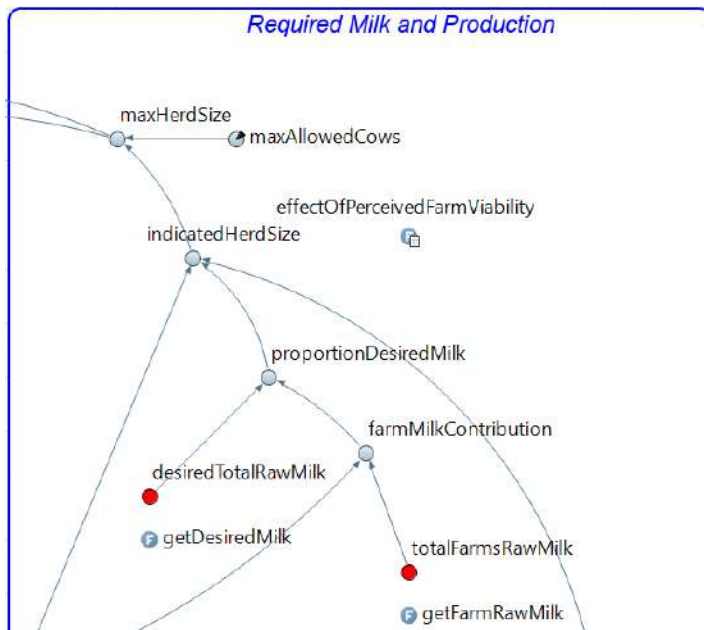 Required Milk and Production
maxHerdSize
maxAllowedCows
effectOfPerceivedFarmViability
indicatedHerdSize
F
proportionDesiredMilk
farmMilkContribution
desiredTotalRawMilk
F getDesiredMilk
totalFarmsRawMilk
F getFarmRawMilk